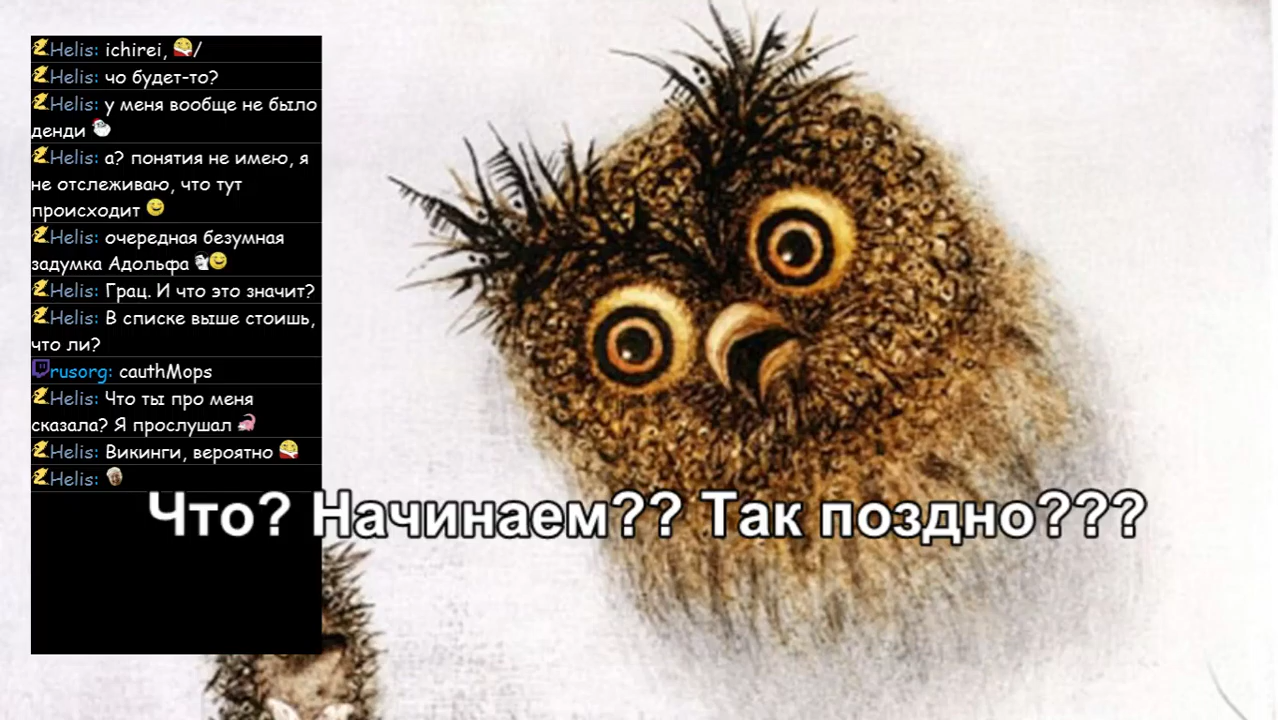 Helis: ichirei, /
Helis: чо будет-то?
Helis: у меня вообще не было
денди
Helis: а? понятия не имею, я
не отслеживаю, что тут
происходит
Helis: очередная безумная
задумка Адольфа
Helis: Грац. И что это значит?
Helis: В списке выше стоишь,
что ли?
rusorg: cauthMops
Helis: Что ты про меня
сказала? Я прослушал
Helis: Викинги, вероятно
Helis:
Что? Начинаем?? Так поздно???